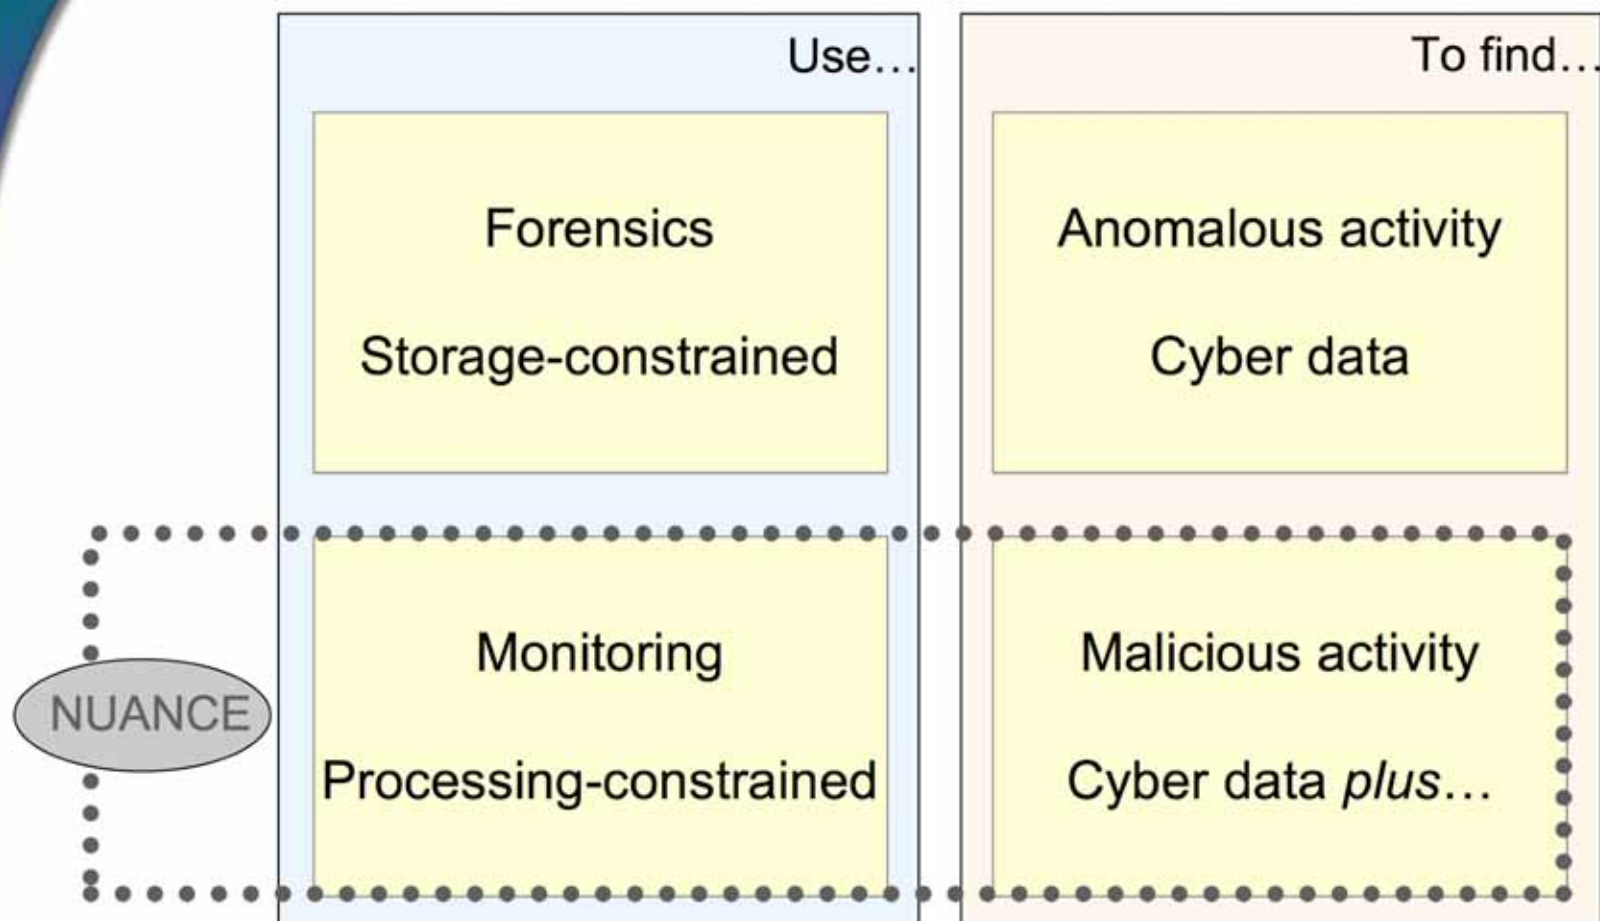 Use…
To find…
Forensics
Storage-constrained
Anomalous activity
Cyber data
NUANCE
Monitoring
Processing-constrained
Malicious activity
Cyber data plus…